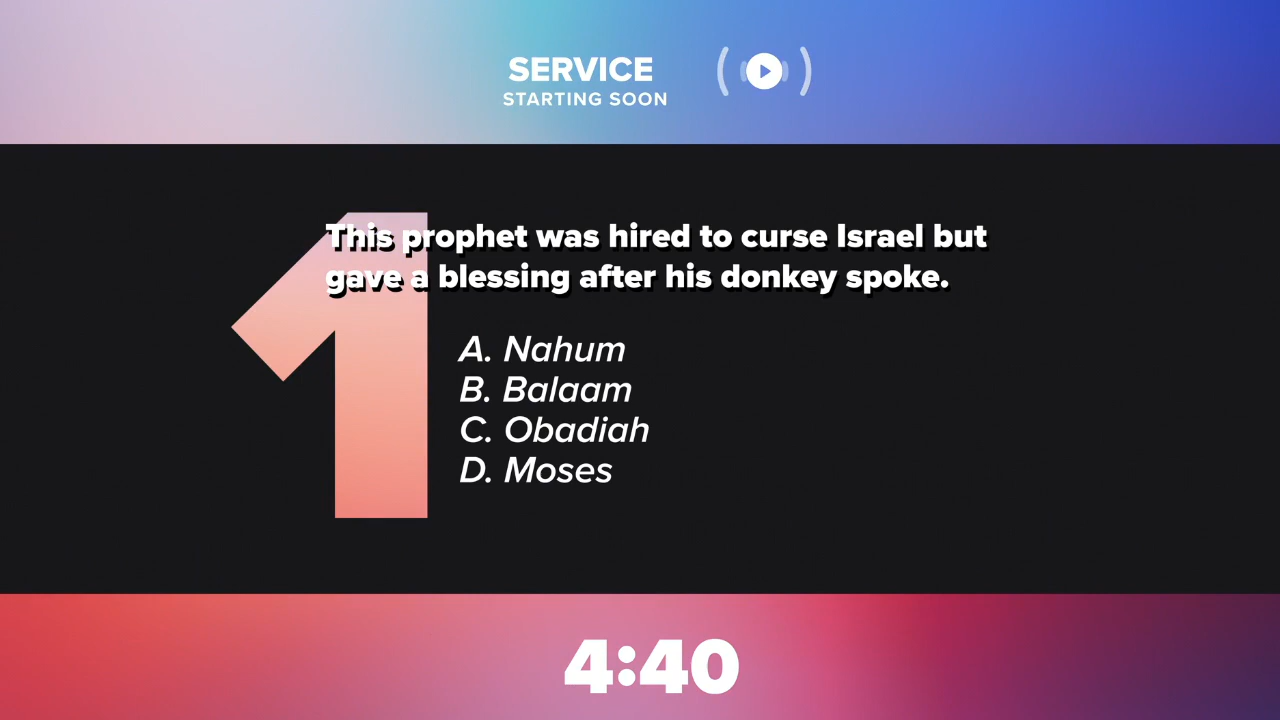 SERVICE
STARTING SOON
1
This prophet was hired to curse Israel but
gave a blessing after his donkey spoke.
A. Nahum
B. Balaam
C. Obadiah
D. Moses
4:40